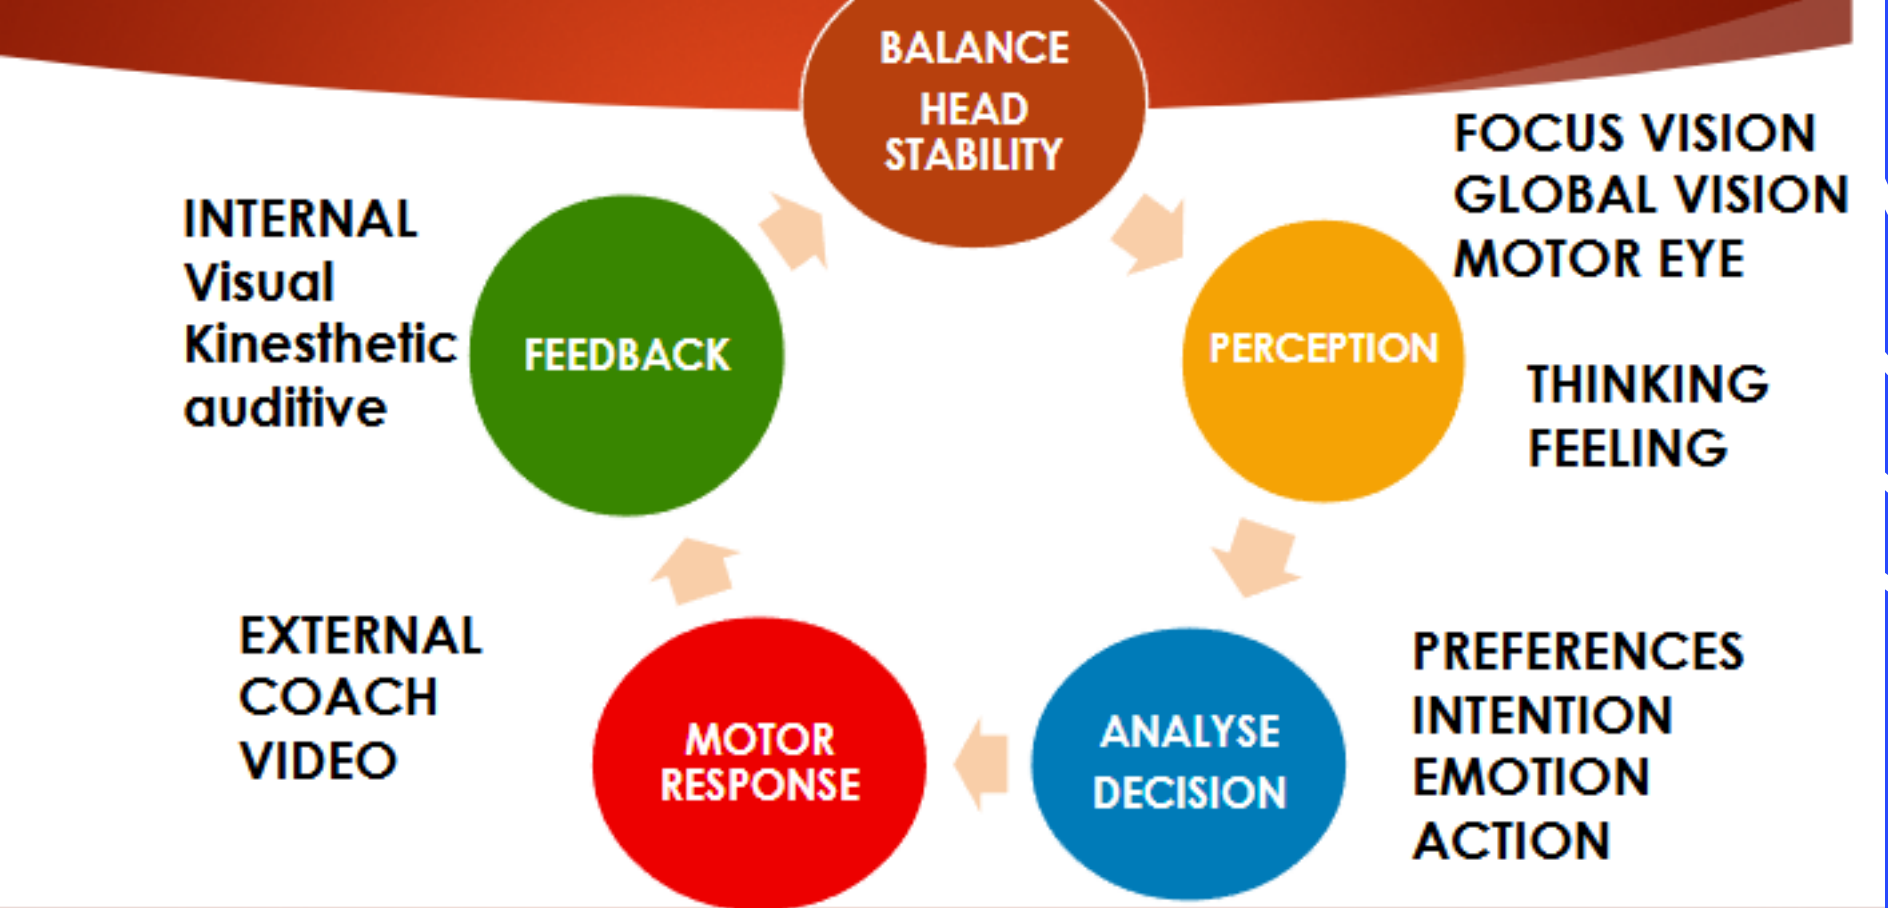 BALANCE
HEAD
STABILITY
FOCUS VISION
GLOBAL VISION
MOTOR EYE
PERCEPTION
THINKING
FEELING
ANALYSE
DECISION
PREFERENCES
INTENTION
EMOTION
ACTION
MOTOR
RESPONSE
EXTERNAL
COACH
VIDEO
FEEDBACK
INTERNAL
Visual
Kinesthetic
auditive